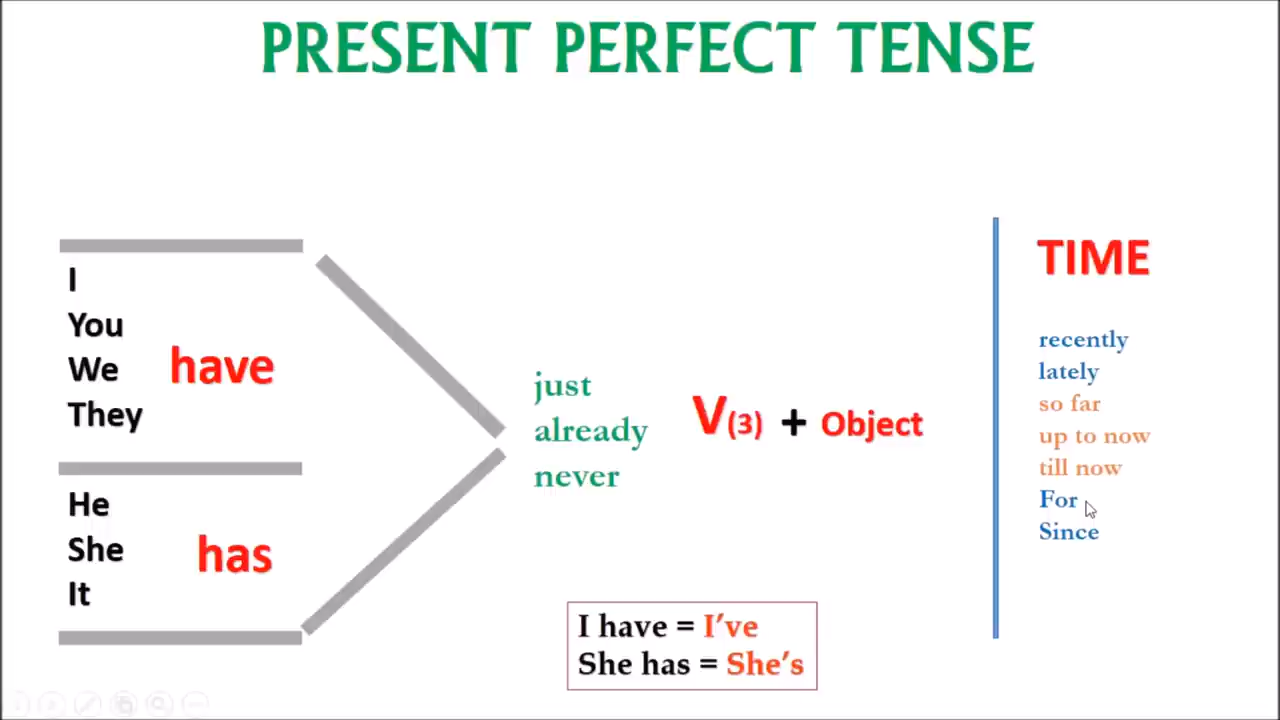 PRESENT PERFECT TENSE
I
You
We
They
have
He
She
It
has
just
already
never
V(3) + Object
TIME
recently
lately
so far
up to now
till now
For
Since
I have = I’ve
She has = She’s